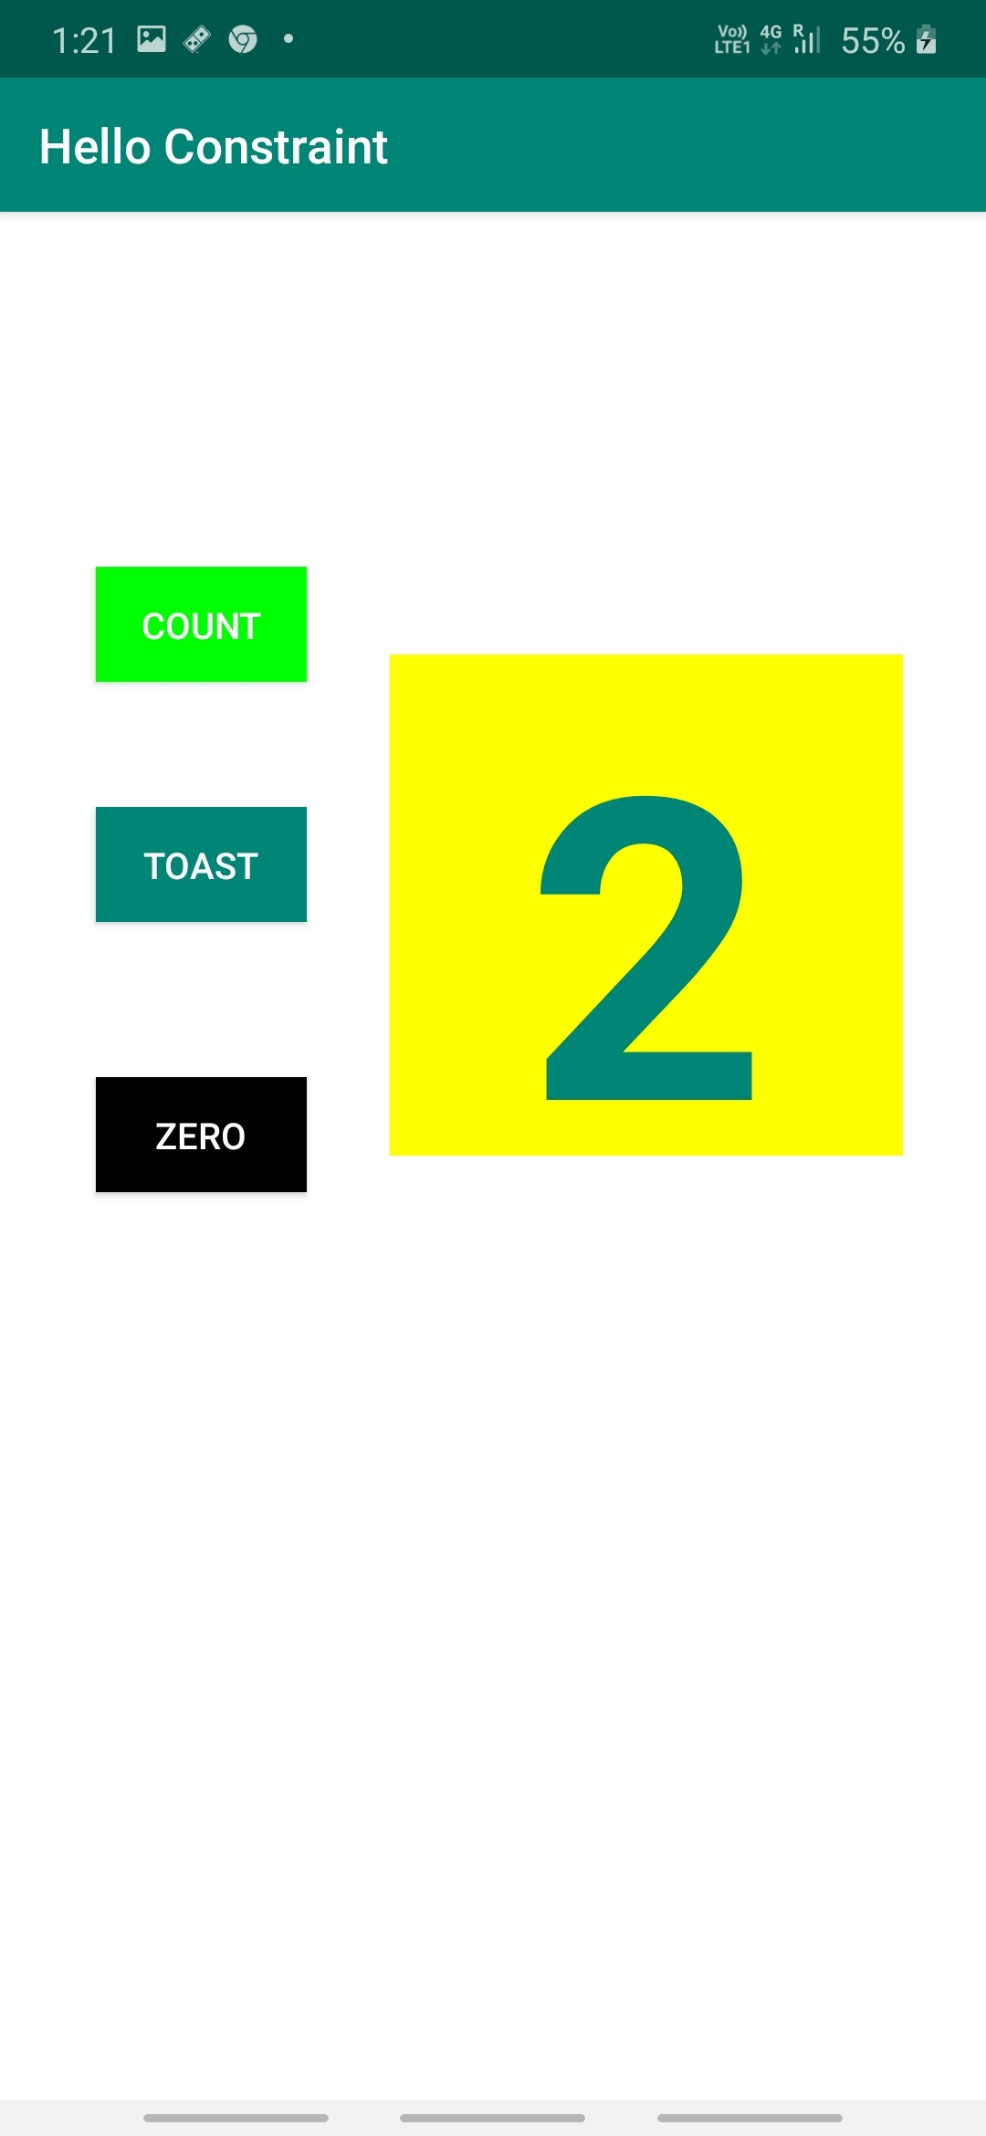 1:21 Vo)) LTE1 4G R 55%
Hello Constraint
COUNT
TOAST
2
ZERO